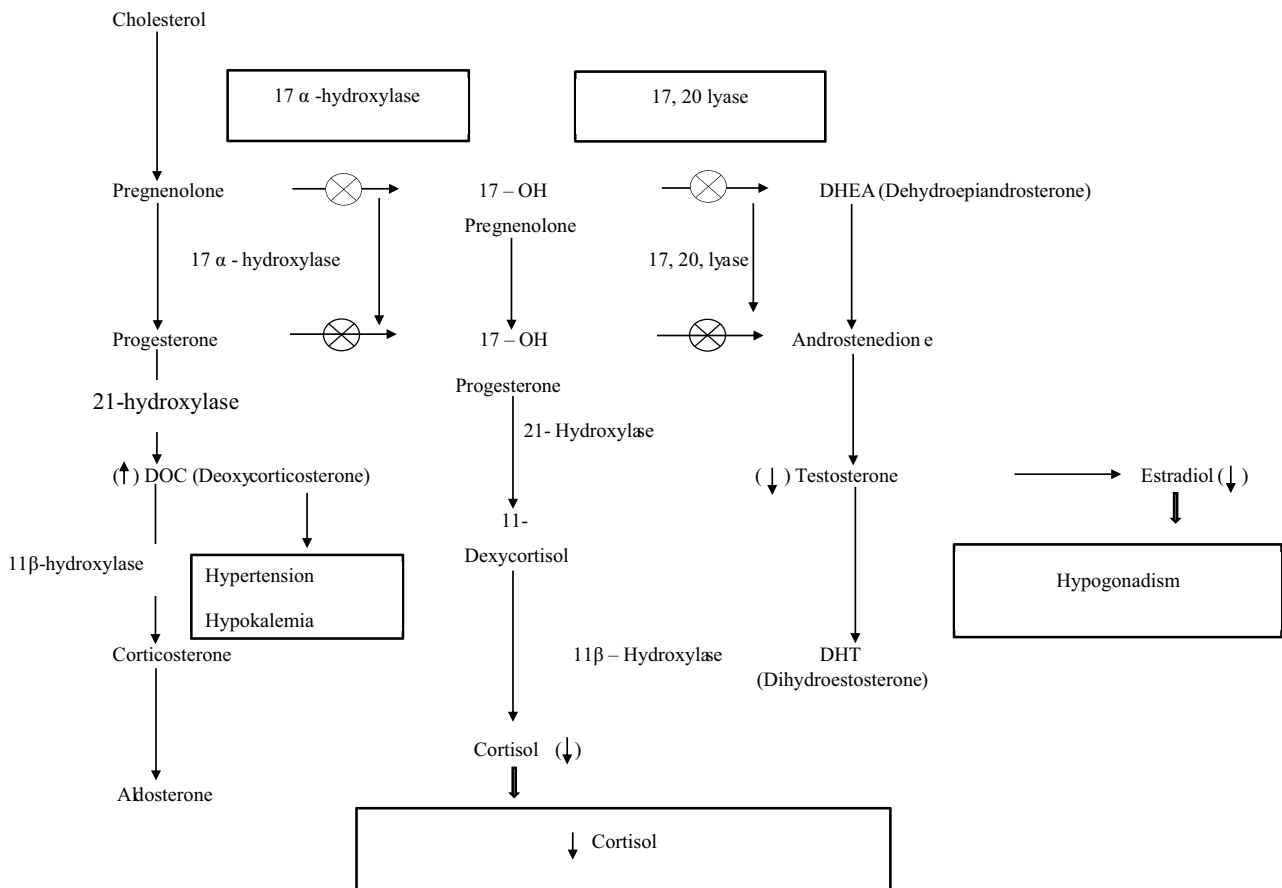 Cholesterol
17 α -hydroxylase
17, 20 lyase
Pregnenolone
17 – OH
Pregnenolone
DHEA (Dehydroepiandrosterone)
17 α - hydroxylase
17, 20, lyase
Progesterone
17 – OH
Progesterone
Androstenedion e
21-hydroxylase
21- Hydroxylase
(↑) DOC (Deoxycorticosterone)
(↓) Testosterone
Estradiol (↓)
11-
Dexycortisol
11β-hydroxylase
Hypertension
Hypokalemia
Hypogonadism
Corticosterone
11β – Hydroxylase
DHT
(Dihydroestosterone)
Cortisol (↓)
Aldosterone
↓ Cortisol